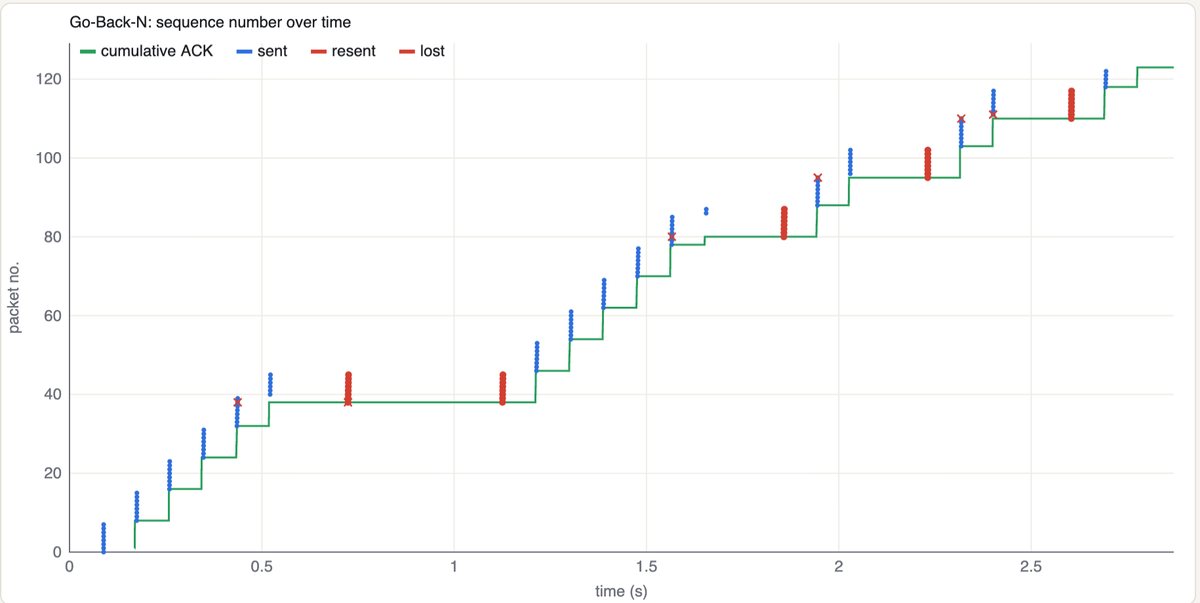 Go-Back-N: sequence number over time
cumulative ACK sent resent lost
120
100
80
60
40
20
0
packet no.
0 0.5 1 1.5 2 2.5
time (s)